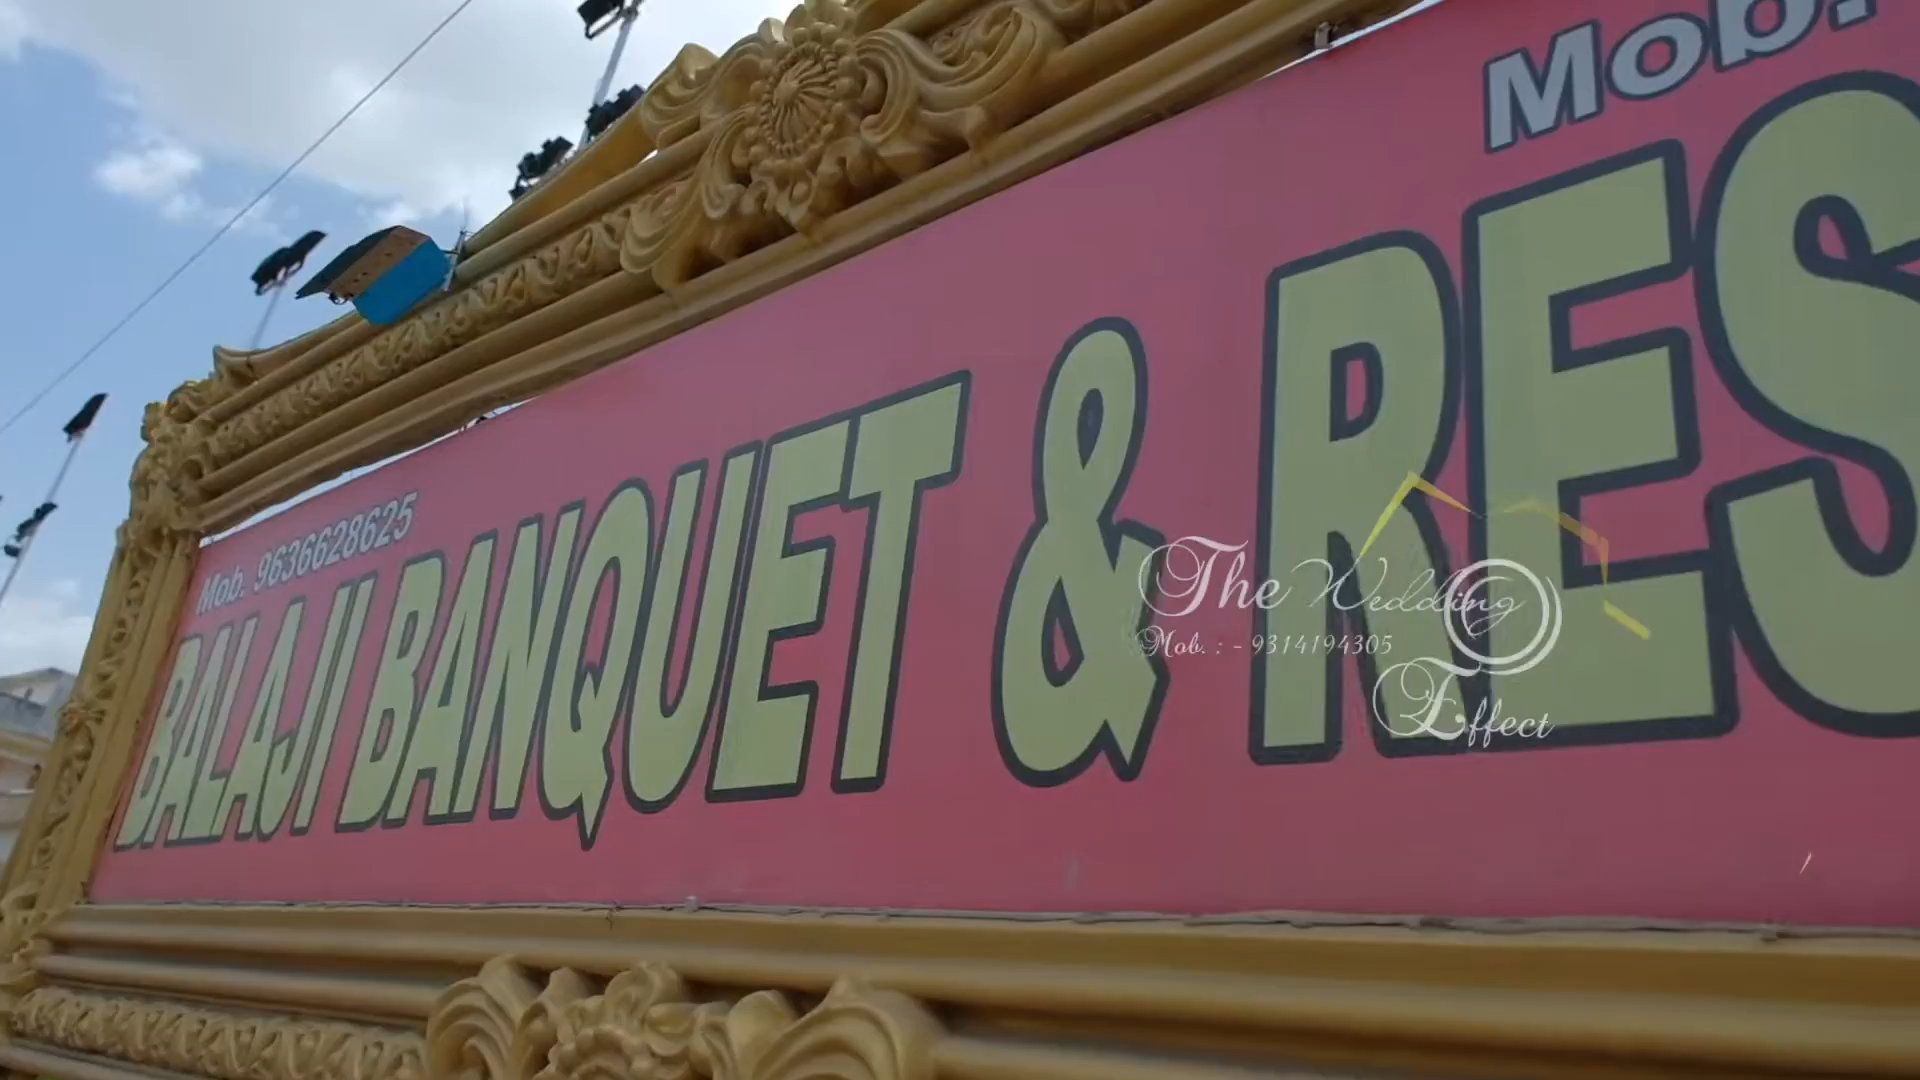 Mob.
Mob. 9636628625
BALAJI BANQUET & RES
The Wedding
Mob. : - 9314194305
Effect